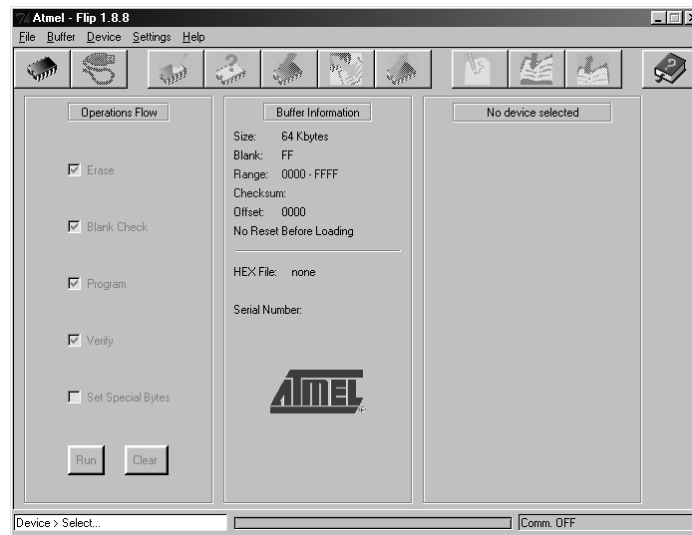 Atmel - Flip 1.8.8
File Buffer Device Settings Help
Operations Flow
Erase
Blank Check
Program
Verify
Set Special Bytes
Run Clear
Buffer Information
Size: 64 Kbytes
Blank: FF
Range: 0000 - FFFF
Checksum:
Offset: 0000
No Reset Before Loading
HEX File: none
Serial Number:
ATMEL
®
No device selected
Device > Select...
Comm. OFF